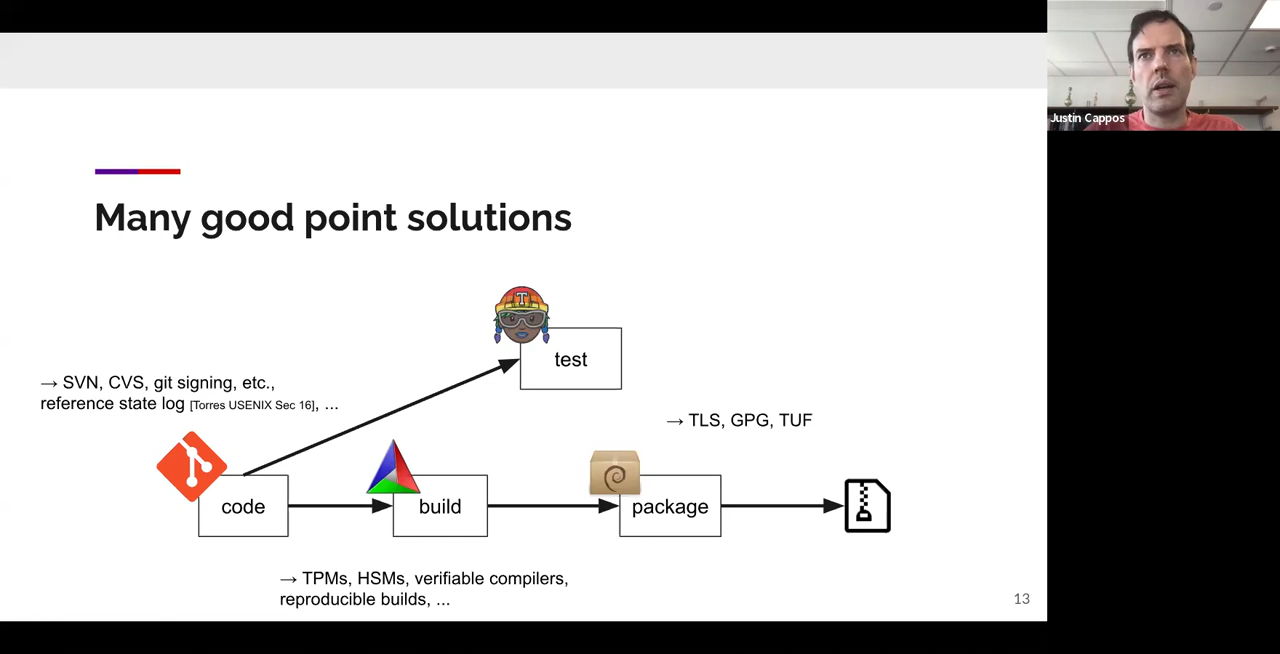 Justin Cappos
Many good point solutions
T
test
→ SVN, CVS, git signing, etc.,
reference state log [Torres USENIX Sec 16], ...
→ TLS, GPG, TUF
code
build
package
→ TPMs, HSMs, verifiable compilers,
reproducible builds, ...
13